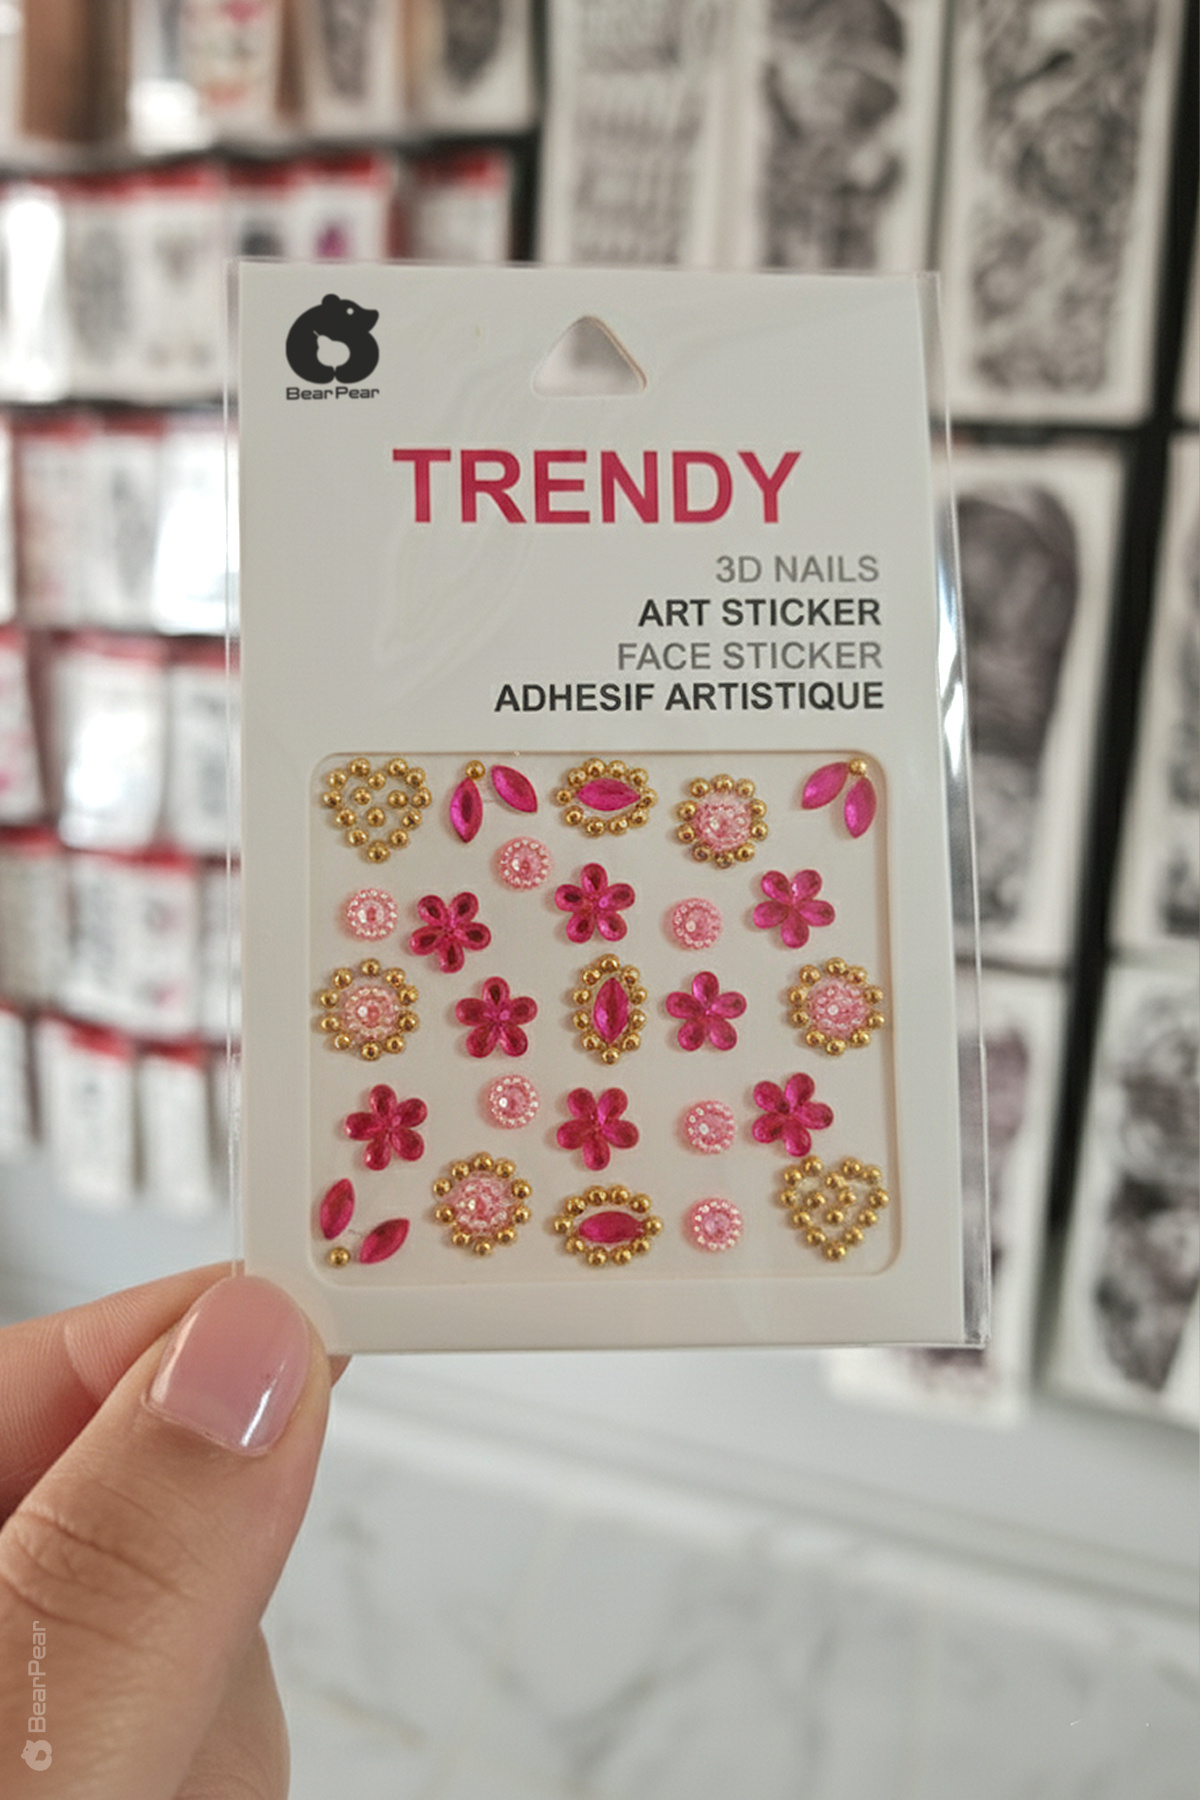 BearPear
TRENDY
3D NAILS
ART STICKER
FACE STICKER
ADHESIF ARTISTIQUE
BearPear